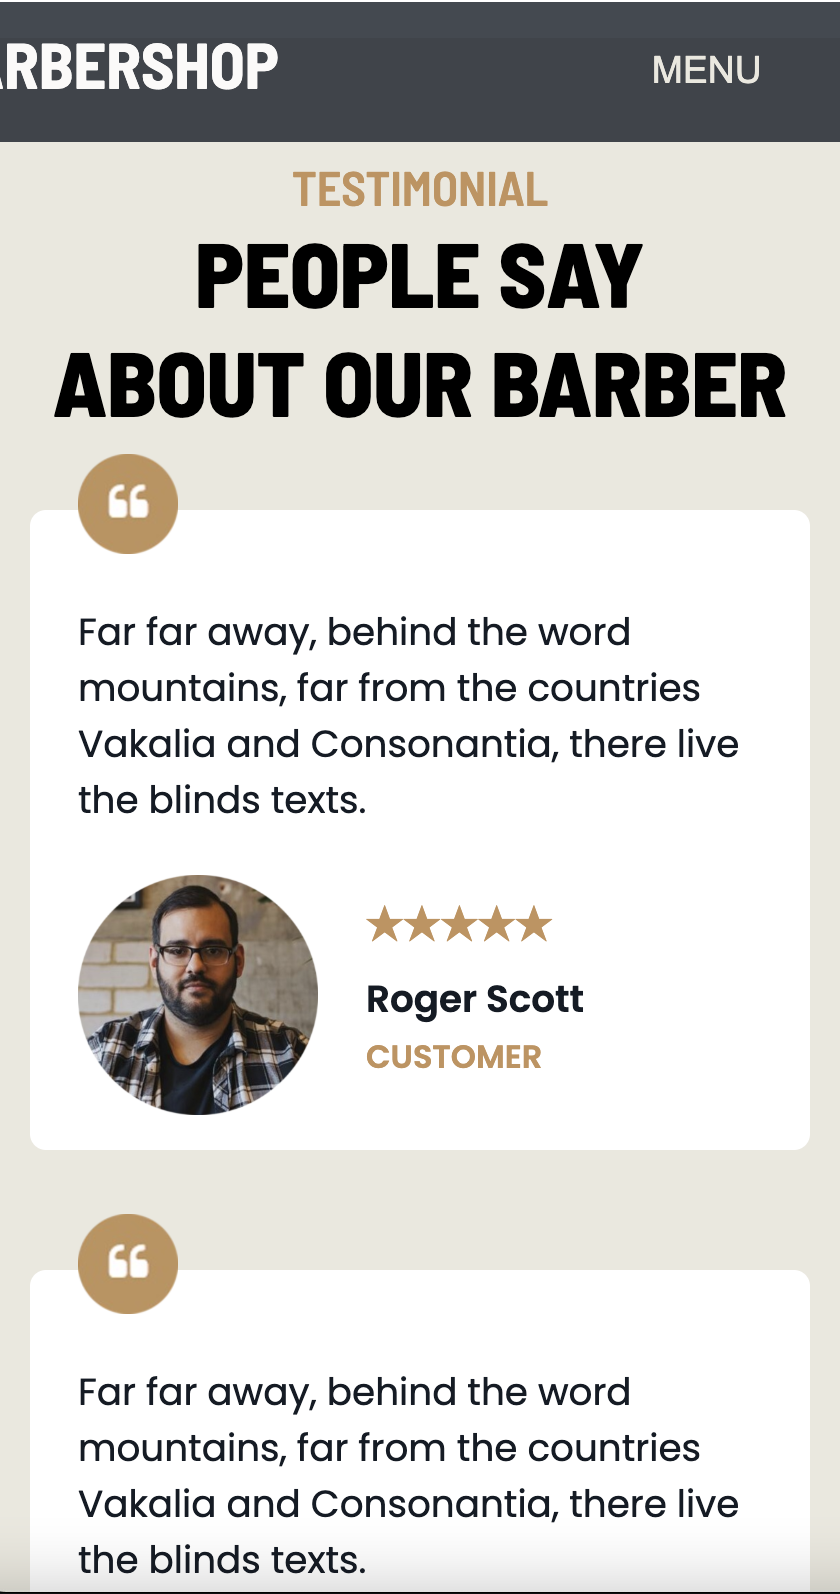 ARBERSHOP MENU
TESTIMONIAL
PEOPLE SAY
ABOUT OUR BARBER
Far far away, behind the word
mountains, far from the countries
Vakalia and Consonantia, there live
the blinds texts.
★★★★★
Roger Scott
CUSTOMER
Far far away, behind the word
mountains, far from the countries
Vakalia and Consonantia, there live
the blinds texts.